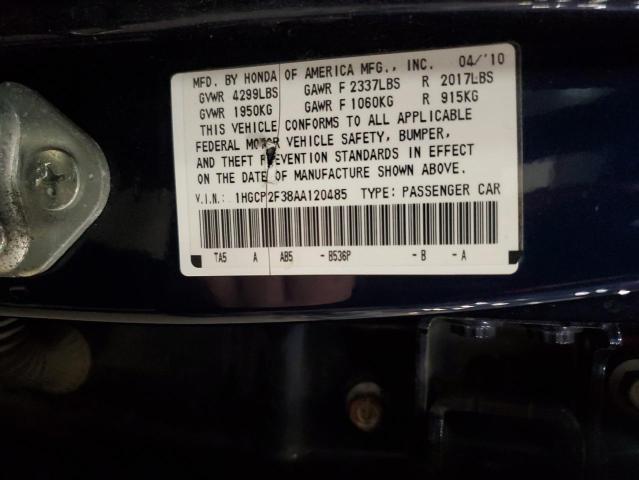 MFD. BY HONDA OF AMERICA MFG., INC. 04/'10
GVWR 4299LBS GAWR F 2337LBS R 2017LBS
GVWR 1950KG GAWR F 1060KG R 915KG
THIS VEHICLE CONFORMS TO ALL APPLICABLE
FEDERAL MOTOR VEHICLE SAFETY, BUMPER,
AND THEFT PREVENTION STANDARDS IN EFFECT
ON THE DATE OF MANUFACTURE SHOWN ABOVE.
V.I.N.: 1HGCP2F38AA120485 TYPE: PASSENGER CAR
TA5 A AB5 - B536P - B - A